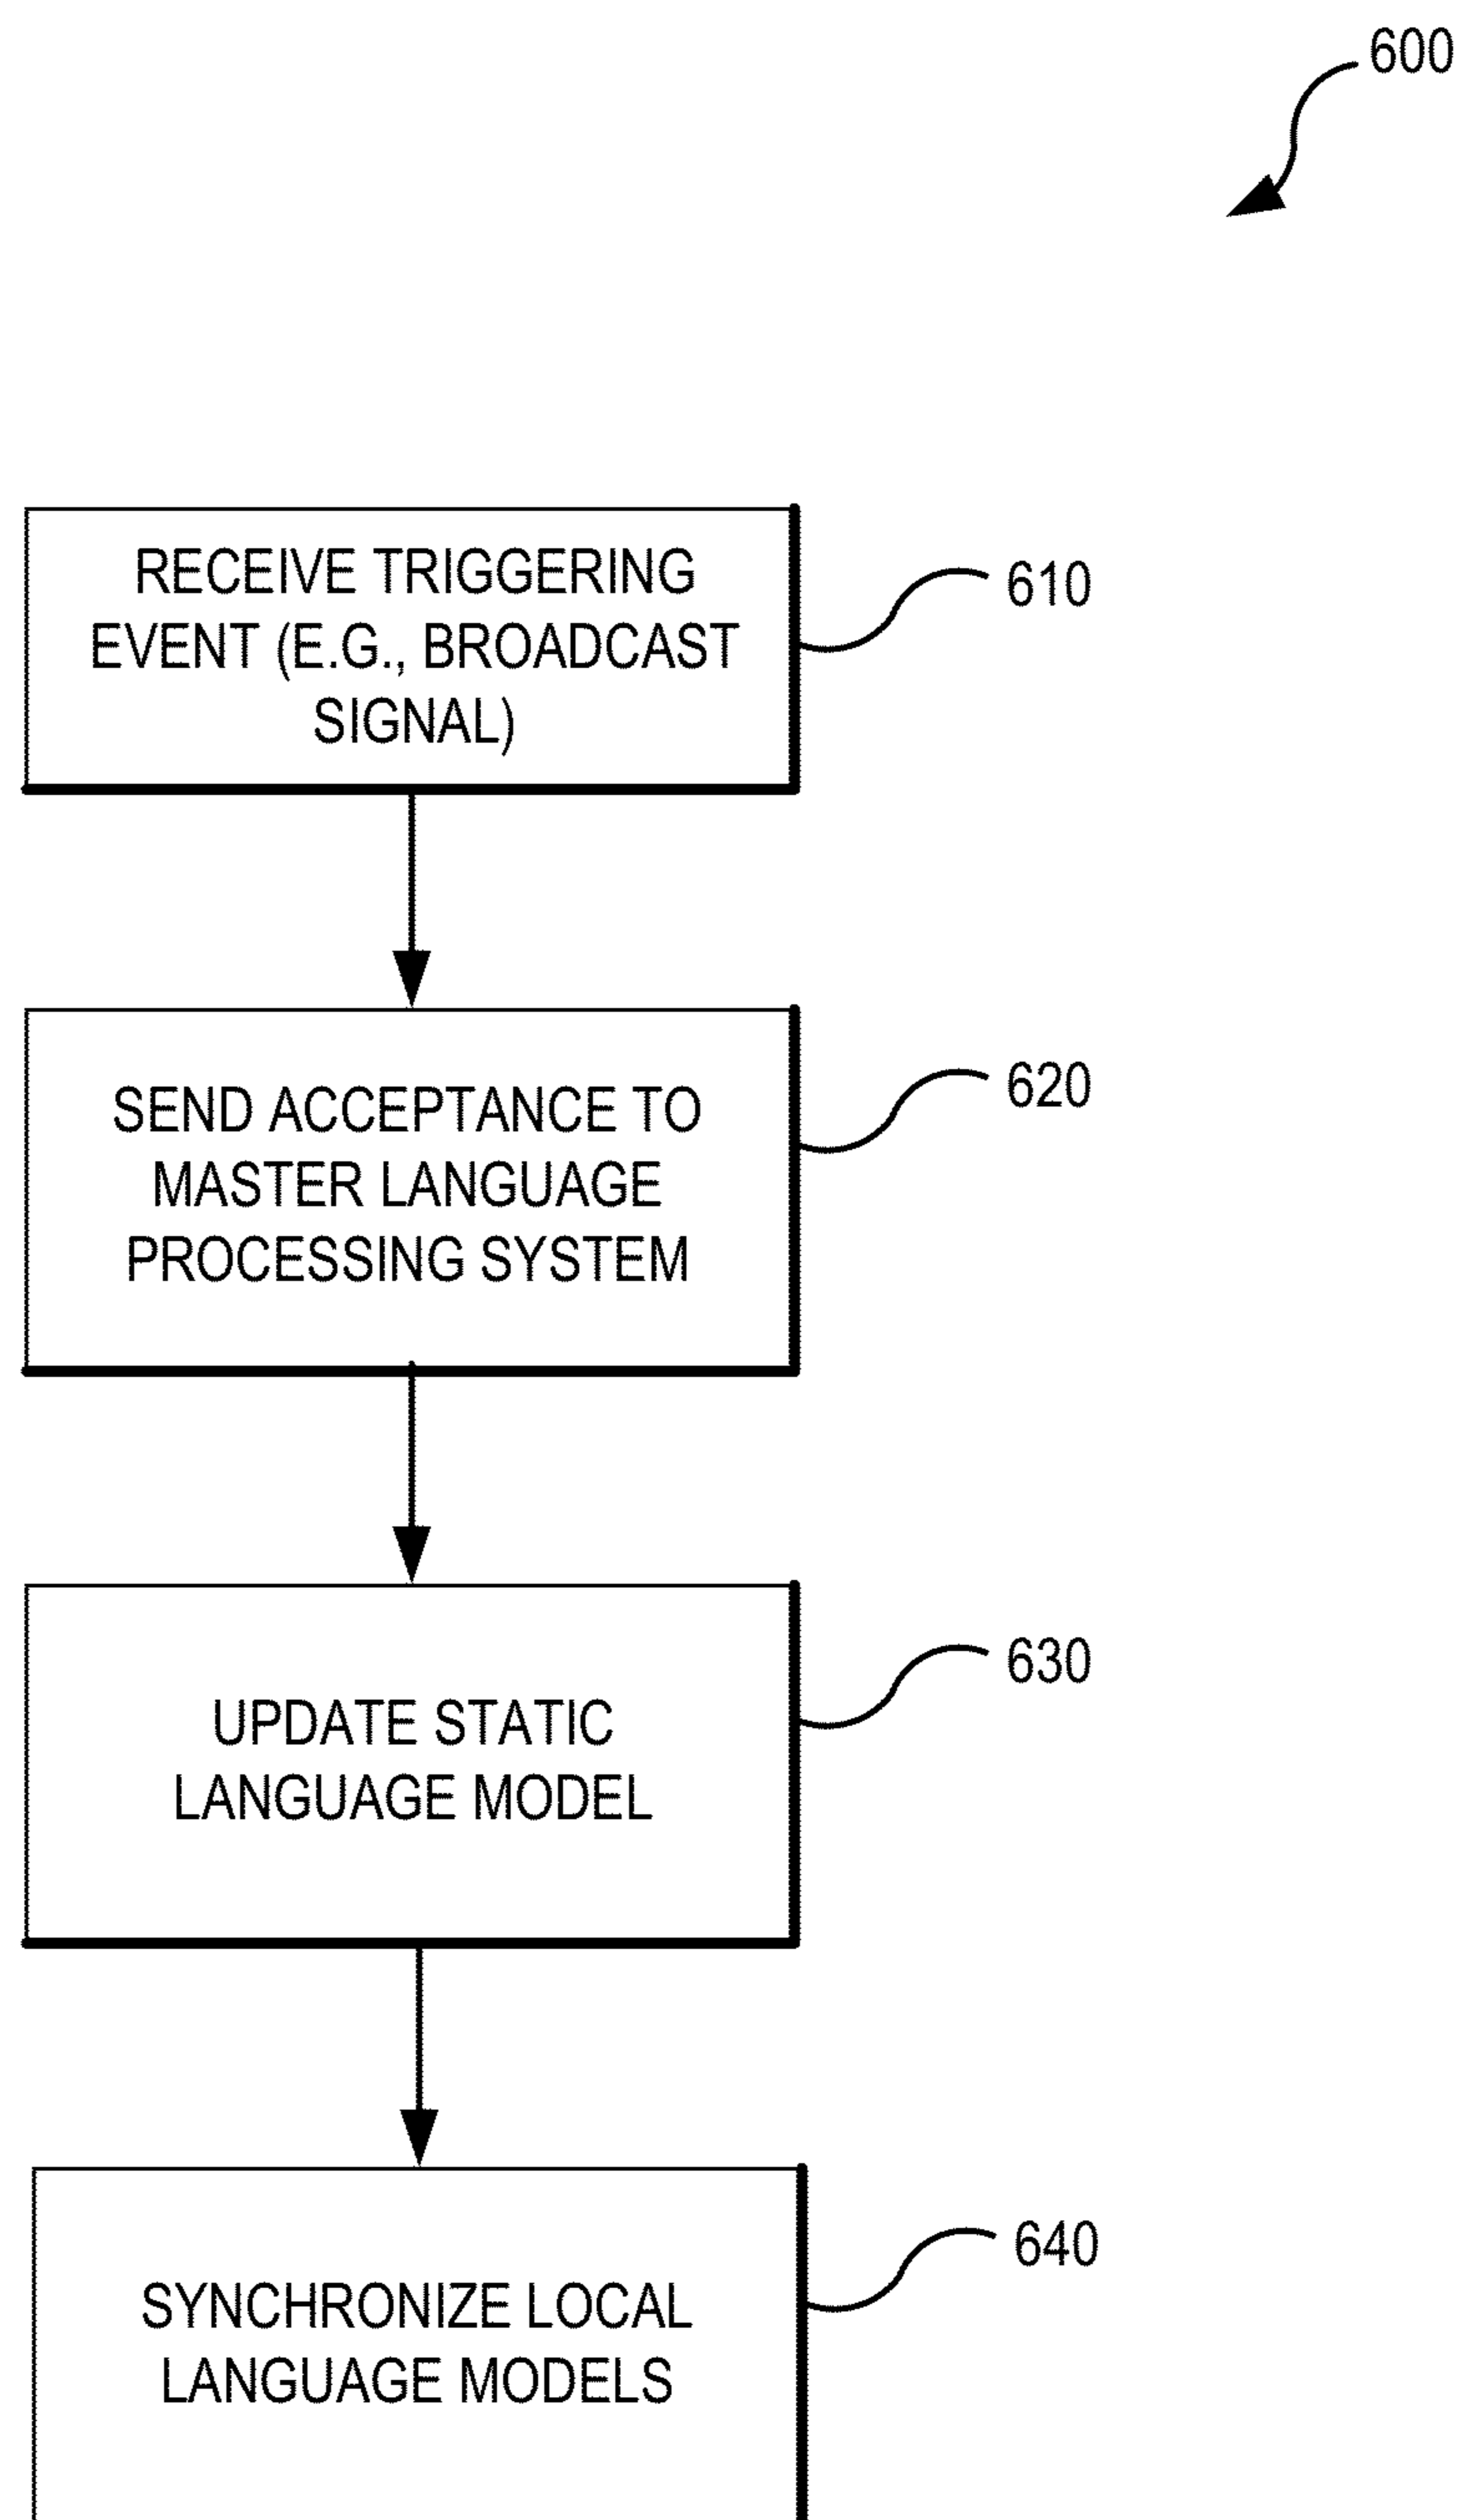 600
RECEIVE TRIGGERING
EVENT (E.G., BROADCAST
SIGNAL)
610
SEND ACCEPTANCE TO
MASTER LANGUAGE
PROCESSING SYSTEM
620
UPDATE STATIC
LANGUAGE MODEL
630
SYNCHRONIZE LOCAL
LANGUAGE MODELS
640